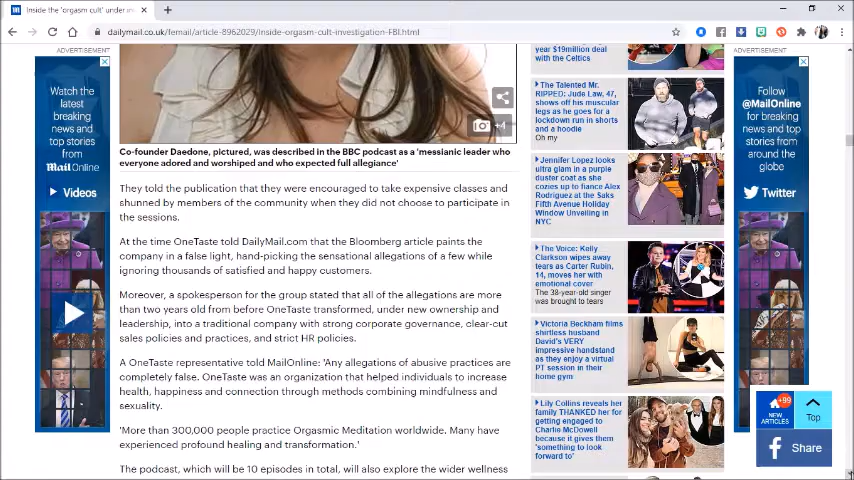 Inside the 'orgasm cult' under in
dailymail.co.uk/femail/article-8962029/Inside-orgasm-cult-investigation-FBI.html
ADVERTISEMENT
Watch the
latest
breaking
news and
top stories
from
Mail Online
Videos
+4
Co-founder Daedone, pictured, was described in the BBC podcast as a 'messianic leader who
everyone adored and worshiped and who expected full allegiance'
They told the publication that they were encouraged to take expensive classes and
shunned by members of the community when they did not choose to participate in
the sessions.
At the time OneTaste told DailyMail.com that the Bloomberg article paints the
company in a false light, hand-picking the sensational allegations of a few while
ignoring thousands of satisfied and happy customers.
Moreover, a spokesperson for the group stated that all of the allegations are more
than two years old from before OneTaste transformed, under new ownership and
leadership, into a traditional company with strong corporate governance, clear-cut
sales policies and practices, and strict HR policies.
A OneTaste representative told MailOnline: 'Any allegations of abusive practices are
completely false. OneTaste was an organization that helped individuals to increase
health, happiness and connection through methods combining mindfulness and
sexuality.
'More than 300,000 people practice Orgasmic Meditation worldwide. Many have
experienced profound healing and transformation.'
The podcast, which will be 10 episodes in total, will also explore the wider wellness
year $19million deal
with the Celtics
The Talented Mr.
RIPPED: Jude Law, 47,
shows off his muscular
legs as he goes for a
lockdown run in shorts
and a hoodie
Oh my
Jennifer Lopez looks
ultra glam in a purple
duster coat as she
cozies up to fiance Alex
Rodriguez at the Saks
Fifth Avenue Holiday
Window Unveiling in
NYC
The Voice: Kelly
Clarkson wipes away
tears as Carter Rubin,
14, moves her with
emotional cover
The 38-year-old singer
was brought to tears
Victoria Beckham films
shirtless husband
David's VERY
impressive handstand
as they enjoy a virtual
PT session in their
home gym
Lily Collins reveals her
family THANKED her for
getting engaged to
Charlie McDowell
because it gives them
'something to look
forward to'
ADVERTISEMENT
Follow
@MailOnline
for breaking
news and
top stories
from
around the
globe
Twitter
+99
NEW
ARTICLES
Top
Share